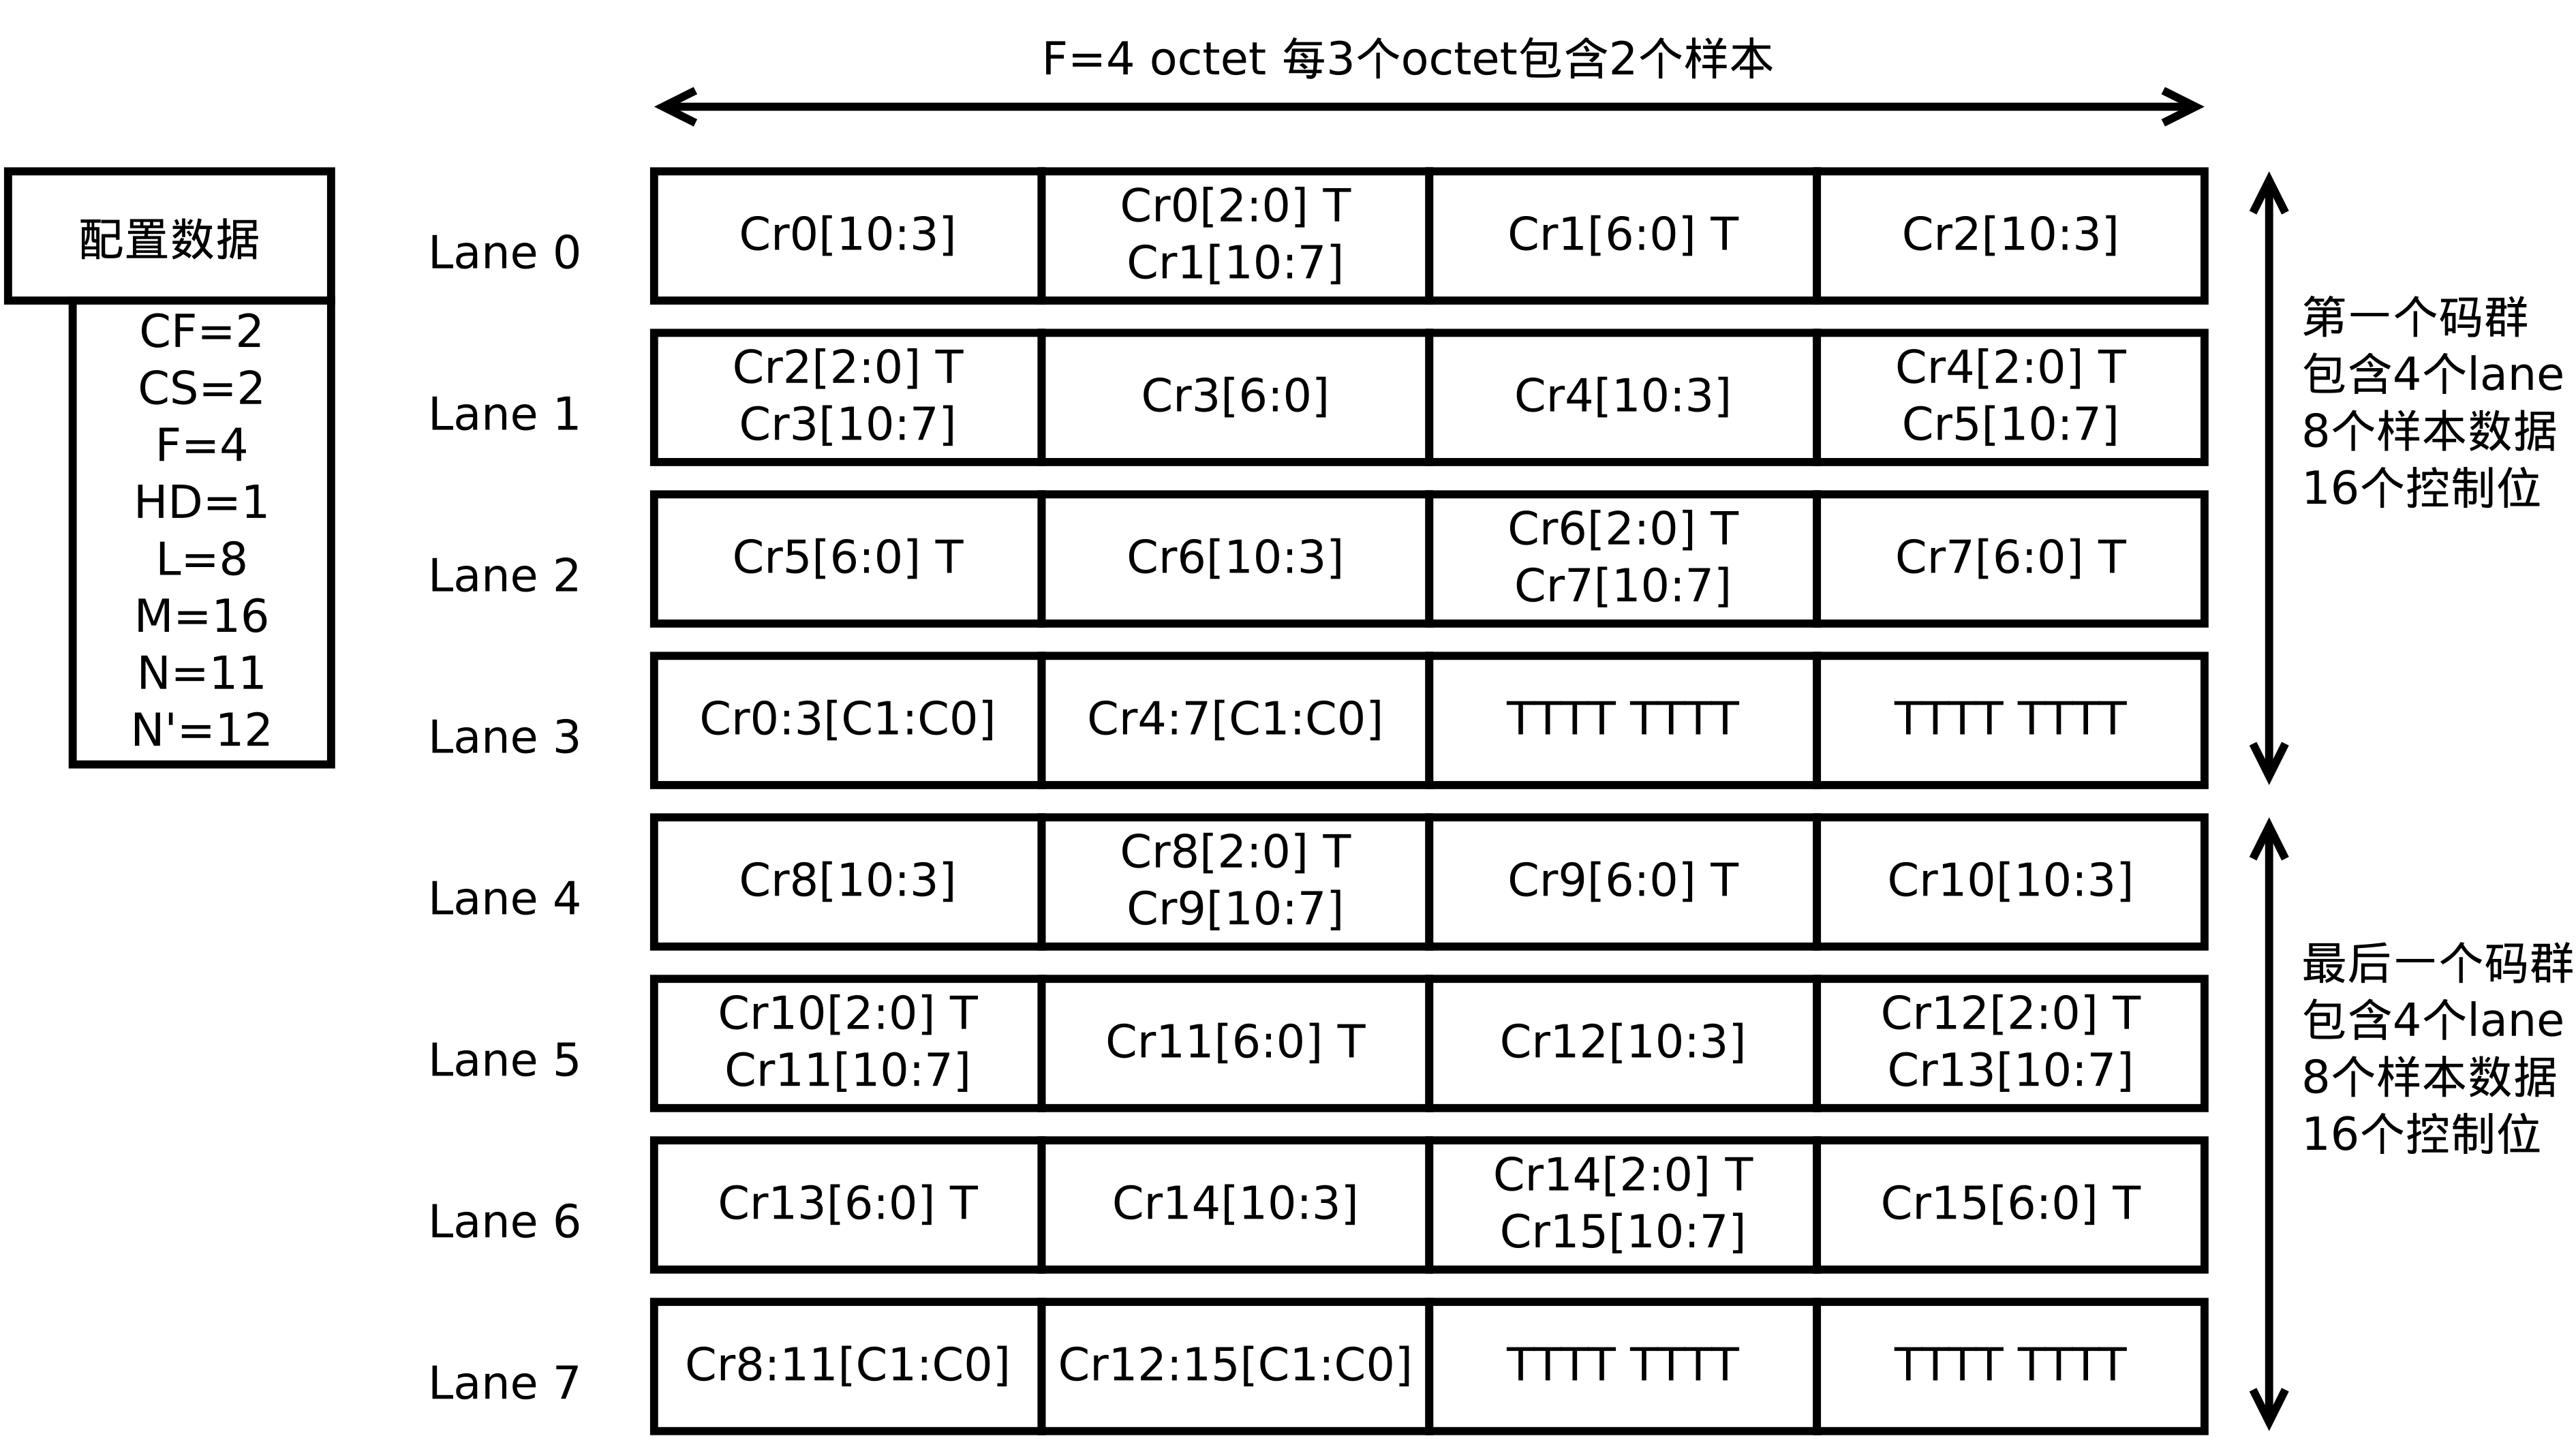 F=4 octet 每3个octet包含2个样本
配置数据
CF=2
CS=2
F=4
HD=1
L=8
M=16
N=11
N'=12
Lane 0
Cr0[10:3]
Cr0[2:0] T
Cr1[10:7]
Cr1[6:0] T
Cr2[10:3]
Lane 1
Cr2[2:0] T
Cr3[10:7]
Cr3[6:0]
Cr4[10:3]
Cr4[2:0] T
Cr5[10:7]
Lane 2
Cr5[6:0] T
Cr6[10:3]
Cr6[2:0] T
Cr7[10:7]
Cr7[6:0] T
Lane 3
Cr0:3[C1:C0]
Cr4:7[C1:C0]
TTTT TTTT
TTTT TTTT
第一个码群
包含4个lane
8个样本数据
16个控制位
Lane 4
Cr8[10:3]
Cr8[2:0] T
Cr9[10:7]
Cr9[6:0] T
Cr10[10:3]
Lane 5
Cr10[2:0] T
Cr11[10:7]
Cr11[6:0] T
Cr12[10:3]
Cr12[2:0] T
Cr13[10:7]
Lane 6
Cr13[6:0] T
Cr14[10:3]
Cr14[2:0] T
Cr15[10:7]
Cr15[6:0] T
Lane 7
Cr8:11[C1:C0]
Cr12:15[C1:C0]
TTTT TTTT
TTTT TTTT
最后一个码群
包含4个lane
8个样本数据
16个控制位